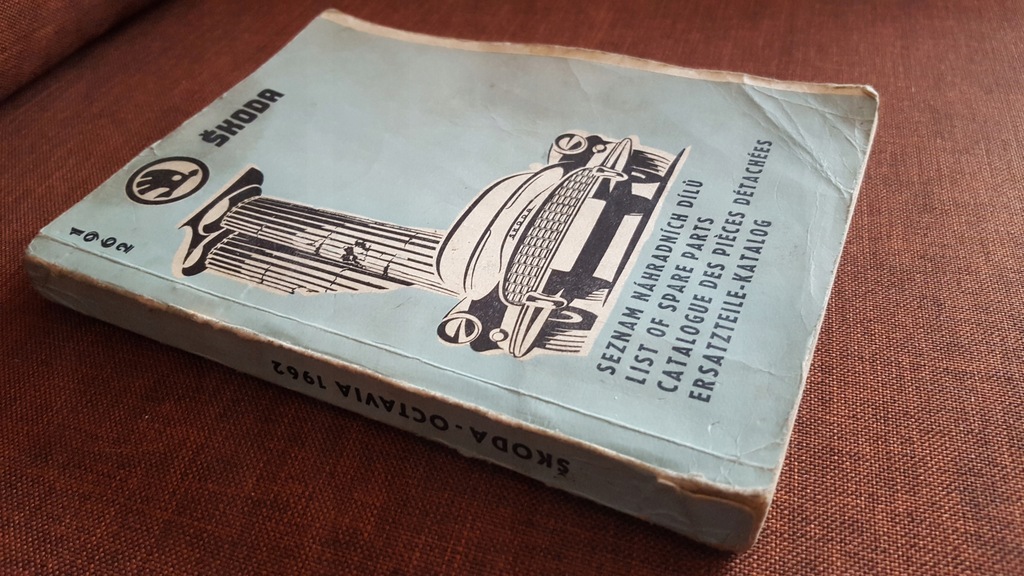 1962
ŠKODA
SEZNAM NÁHRADNÍCH DÍLŮ
LIST OF SPARE PARTS
CATALOGUE DES PIÈCES DÉTACHÉES
ERSATZTEILE-KATALOG
ŠKODA-OCTAVIA 1962